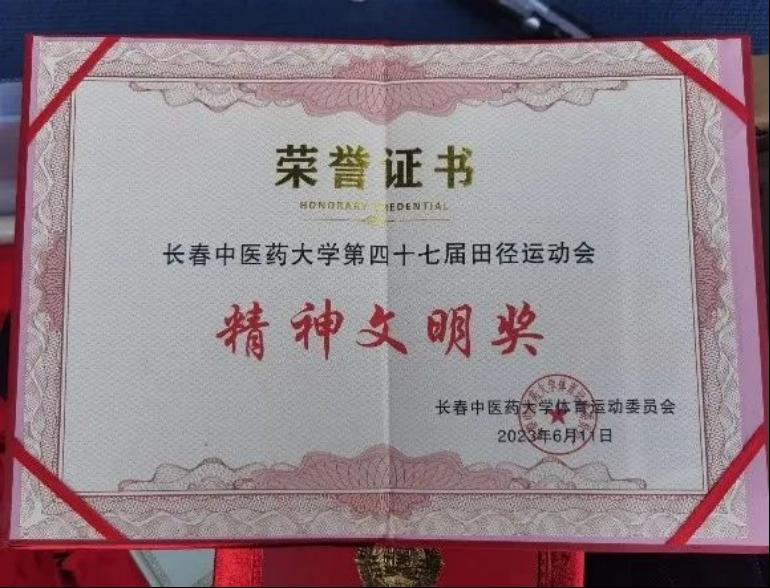 荣誉证书
HONORARY CREDENTIAL
长春中医药大学第四十七届田径运动会
精神文明奖
长春中医药大学体育运动委员会
2023年6月11日